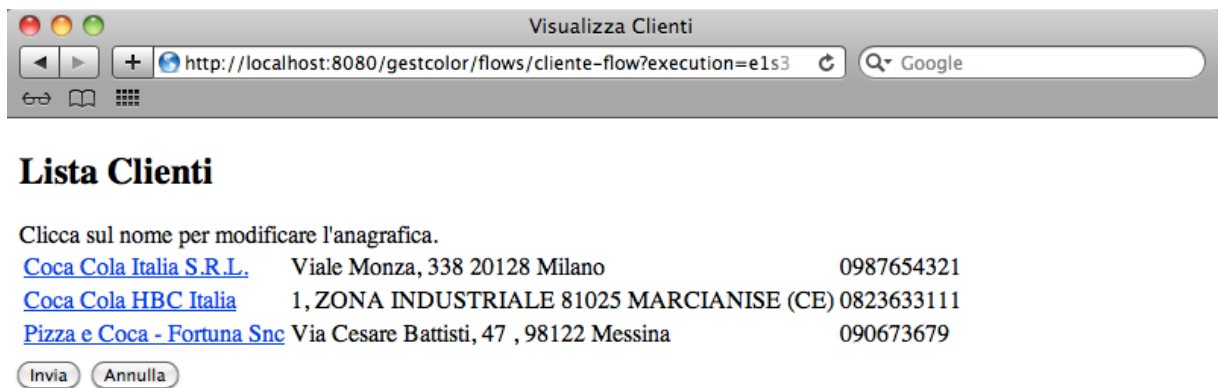 Visualizza Clienti
http://localhost:8080/gestcolor/flows/cliente-flow?execution=e1s3
Google
Lista Clienti
Clicca sul nome per modificare l'anagrafica.
Coca Cola Italia S.R.L. Viale Monza, 338 20128 Milano 0987654321
Coca Cola HBC Italia 1, ZONA INDUSTRIALE 81025 MARCIANISE (CE) 0823633111
Pizza e Coca - Fortuna Snc Via Cesare Battisti, 47 , 98122 Messina 090673679
Invia Annulla